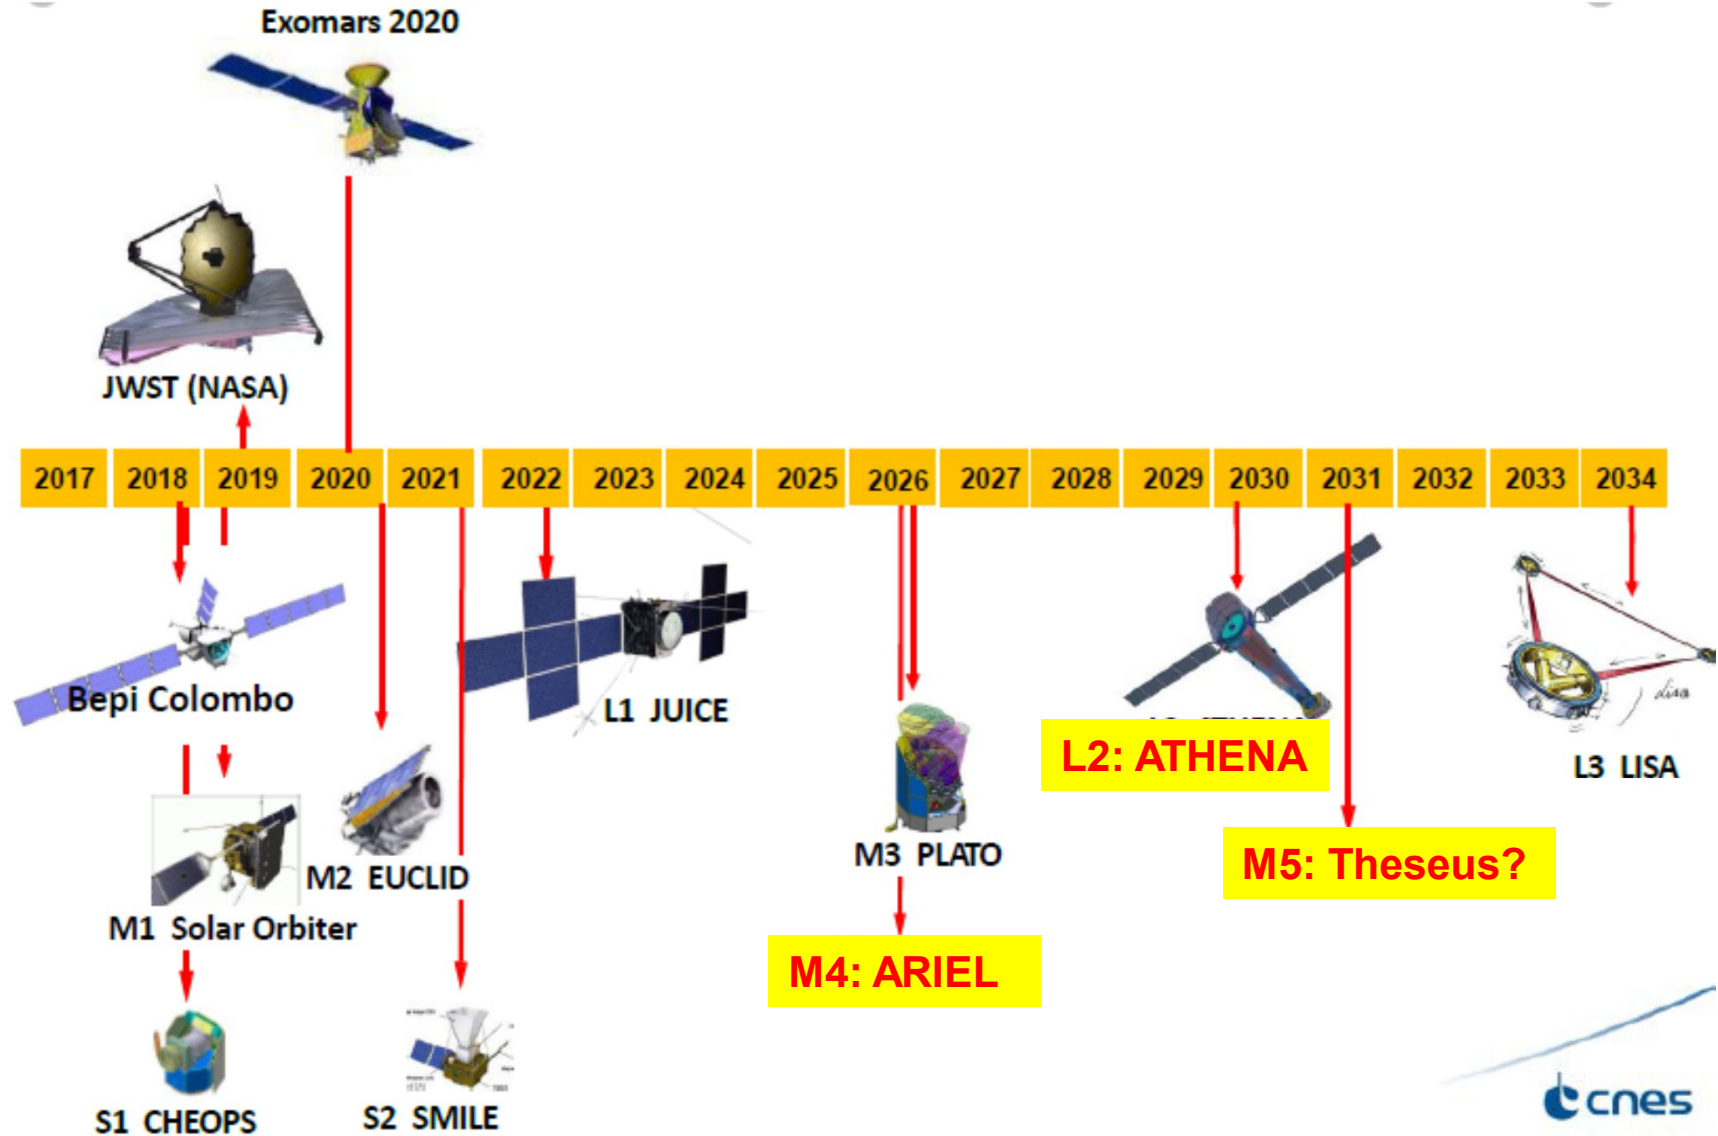 Exomars 2020
JWST (NASA)
2017 2018 2019 2020 2021 2022 2023 2024 2025 2026 2027 2028 2029 2030 2031 2032 2033 2034
Bepi Colombo
L1 JUICE
lisa
L2: ATHENA
L3 LISA
M3 PLATO
M5: Theseus?
M2 EUCLID
M1 Solar Orbiter
M4: ARIEL
S1 CHEOPS
S2 SMILE
cnes